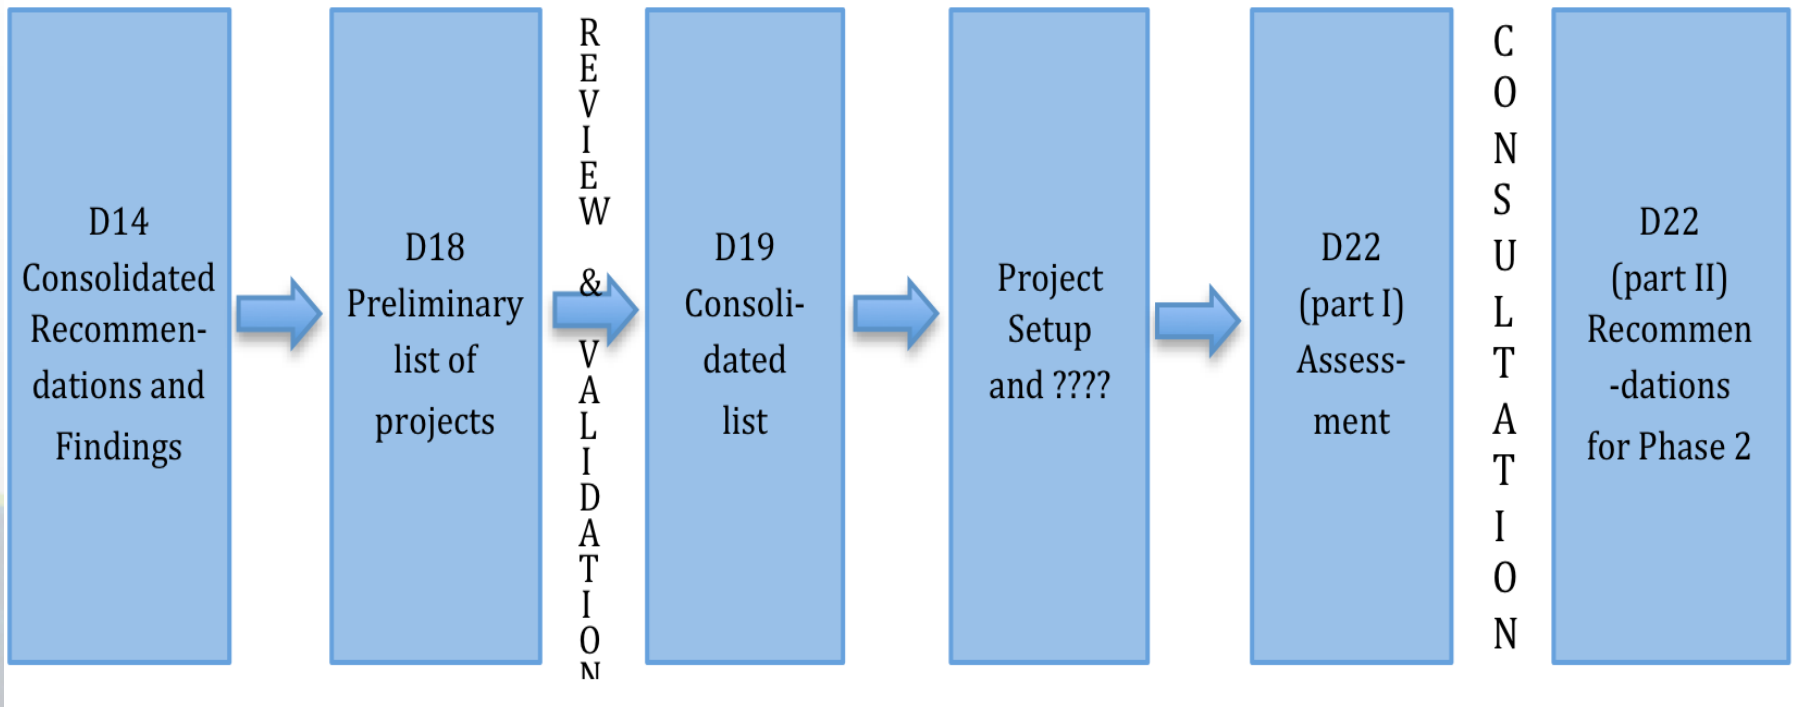 D14
Consolidated
Recommen-
dations and
Findings
D18
Preliminary
list of
projects
REVIEW & VALIDATION
D19
Consoli-
dated
list
Project
Setup
and ????
D22
(part I)
Assess-
ment
CONSULTATION
D22
(part II)
Recommen
-dations
for Phase 2